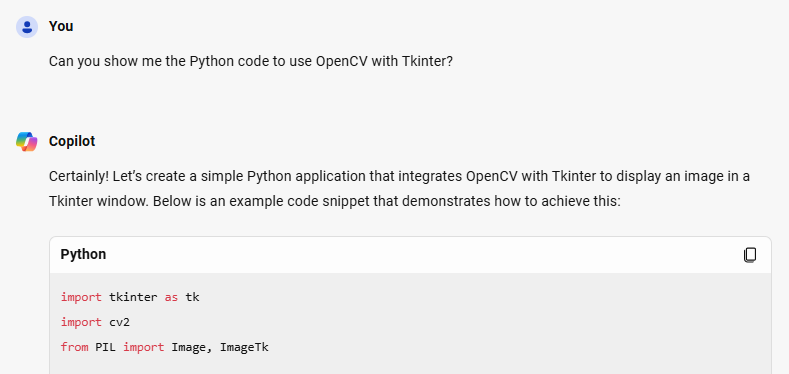 You
Can you show me the Python code to use OpenCV with Tkinter?
Copilot
Certainly! Let’s create a simple Python application that integrates OpenCV with Tkinter to display an image in a
Tkinter window. Below is an example code snippet that demonstrates how to achieve this:
Python
import tkinter as tk
import cv2
from PIL import Image, ImageTk